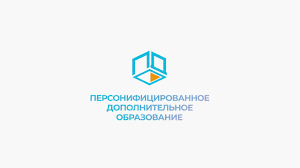 ПЕРСОНИФИЦИРОВАННОЕ
ДОПОЛНИТЕЛЬНОЕ
ОБРАЗОВАНИЕ